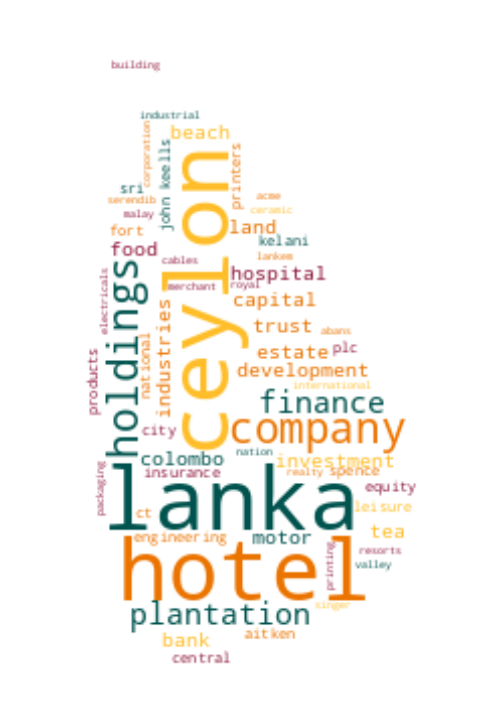 building
industrial
corporation
beach
printers
john keells
ceylon
sri
serendib
acme
malay
ceramic
fort
land
kelani
food
cables
lankem
holdings
electricals
merchant
royal
hospital
capital
industries
national
trust
abans
products
estate
plc
development
international
finance
city
company
colombo
nation
investment
insurance
realty
spence
packaging
lanka
equity
ct
leisure
engineering
motor
tea
hotel
printing
resorts
valley
plantation
singer
bank
aitken
central